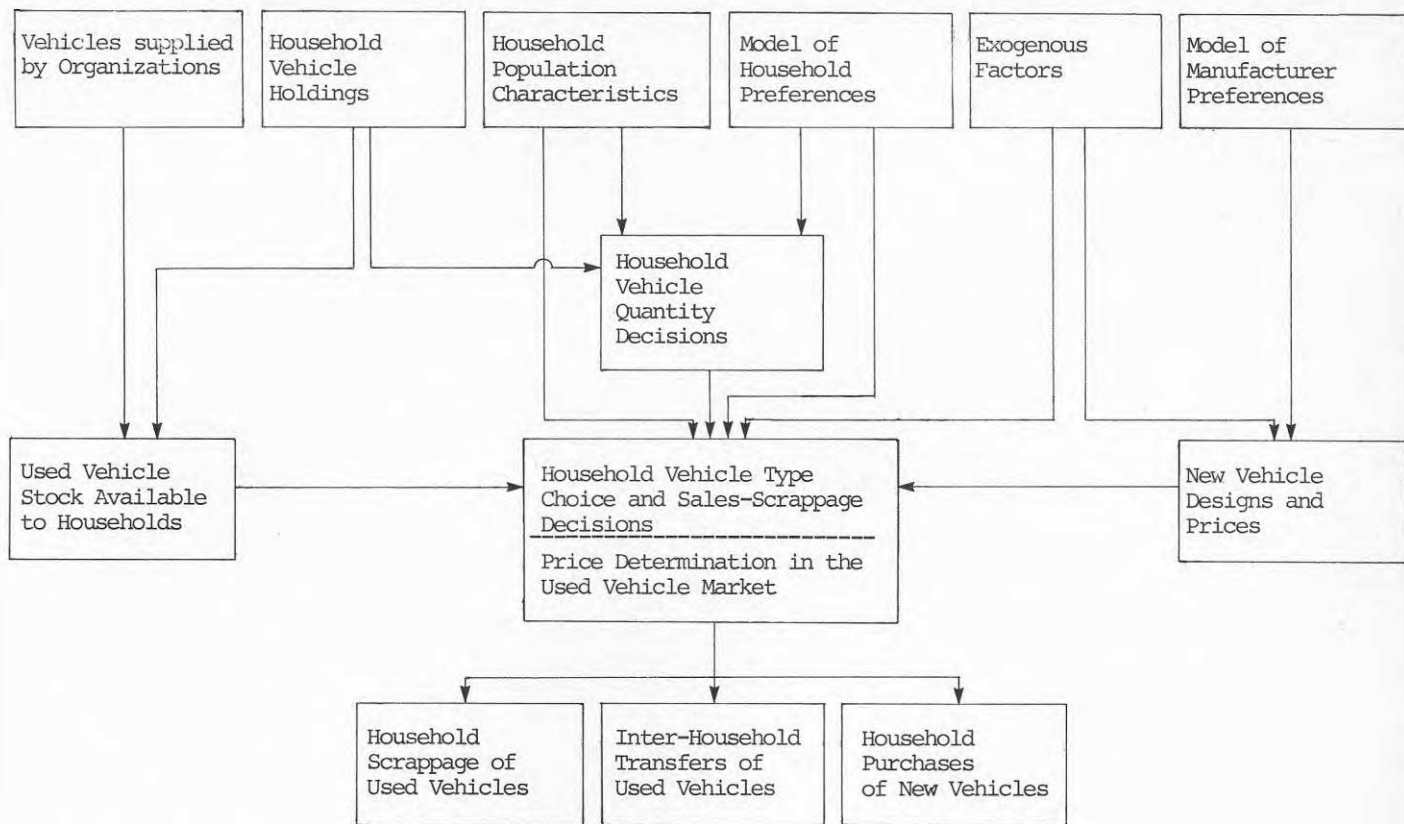 Vehicles supplied
by Organizations
Household
Vehicle
Holdings
Household
Population
Characteristics
Model of
Household
Preferences
Exogenous
Factors
Model of
Manufacturer
Preferences
Household
Vehicle
Quantity
Decisions
Used Vehicle
Stock Available
to Households
Household Vehicle Type
Choice and Sales-Scrappage
Decisions
Price Determination in the
Used Vehicle Market
New Vehicle
Designs and
Prices
Household
Scrappage of
Used Vehicles
Inter-Household
Transfers of
Used Vehicles
Household
Purchases
of New Vehicles